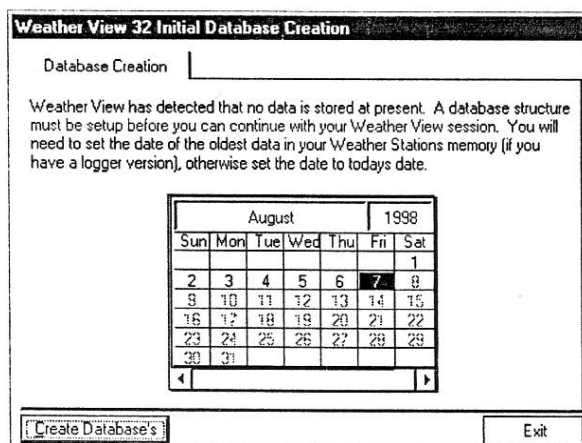 Weather View 32 Initial Database Creation
Database Creation
Weather View has detected that no data is stored at present. A database structure
must be setup before you can continue with your Weather View session. You will
need to set the date of the oldest data in your Weather Stations memory (if you
have a logger version), otherwise set the date to todays date.
August 1998
Sun Mon Tue Wed Thu Fri Sat
1
2 3 4 5 6 7 8
9 10 11 12 13 14 15
16 17 18 19 20 21 22
23 24 25 26 27 28 29
30 31
Create Database's Exit